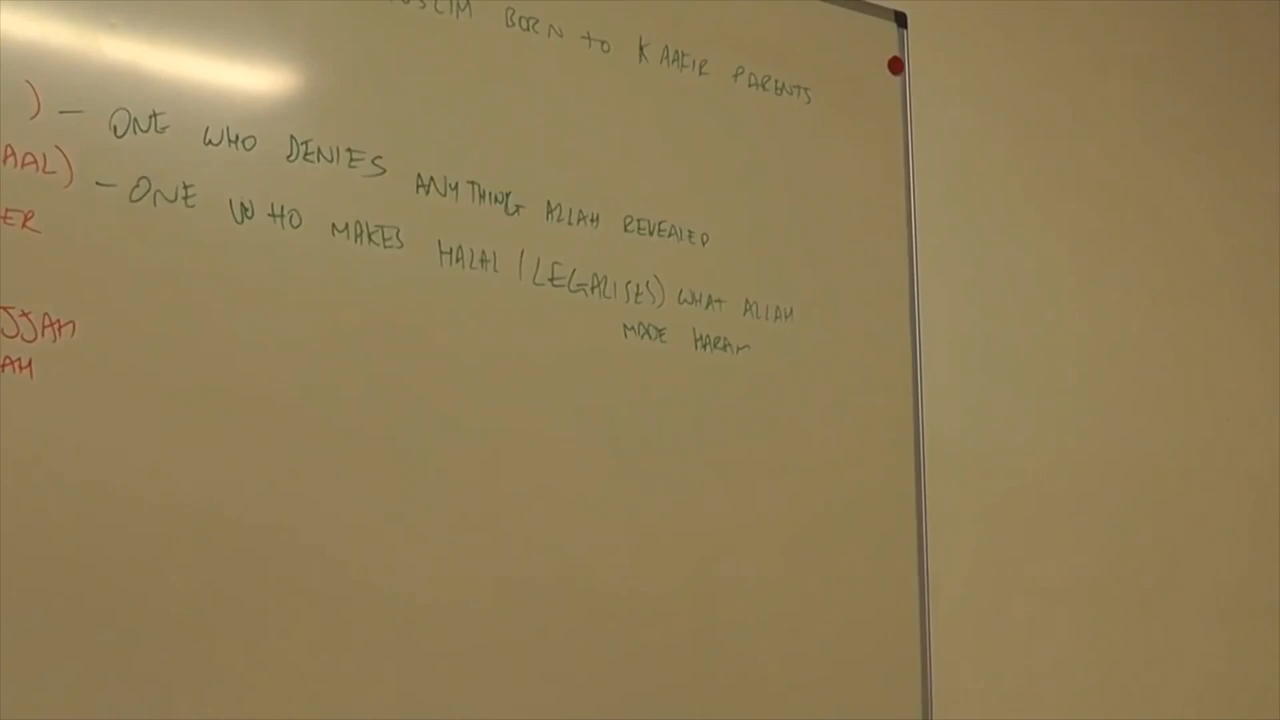 BORN TO KAAFIR PARENTS
) - ONE WHO DENIES ANYTHING ALLAH REVEALED
AAL) - ONE WHO MAKES HALAL (LEGALISES) WHAT ALLAH
MADE HARAM
ER
JJAH
AH